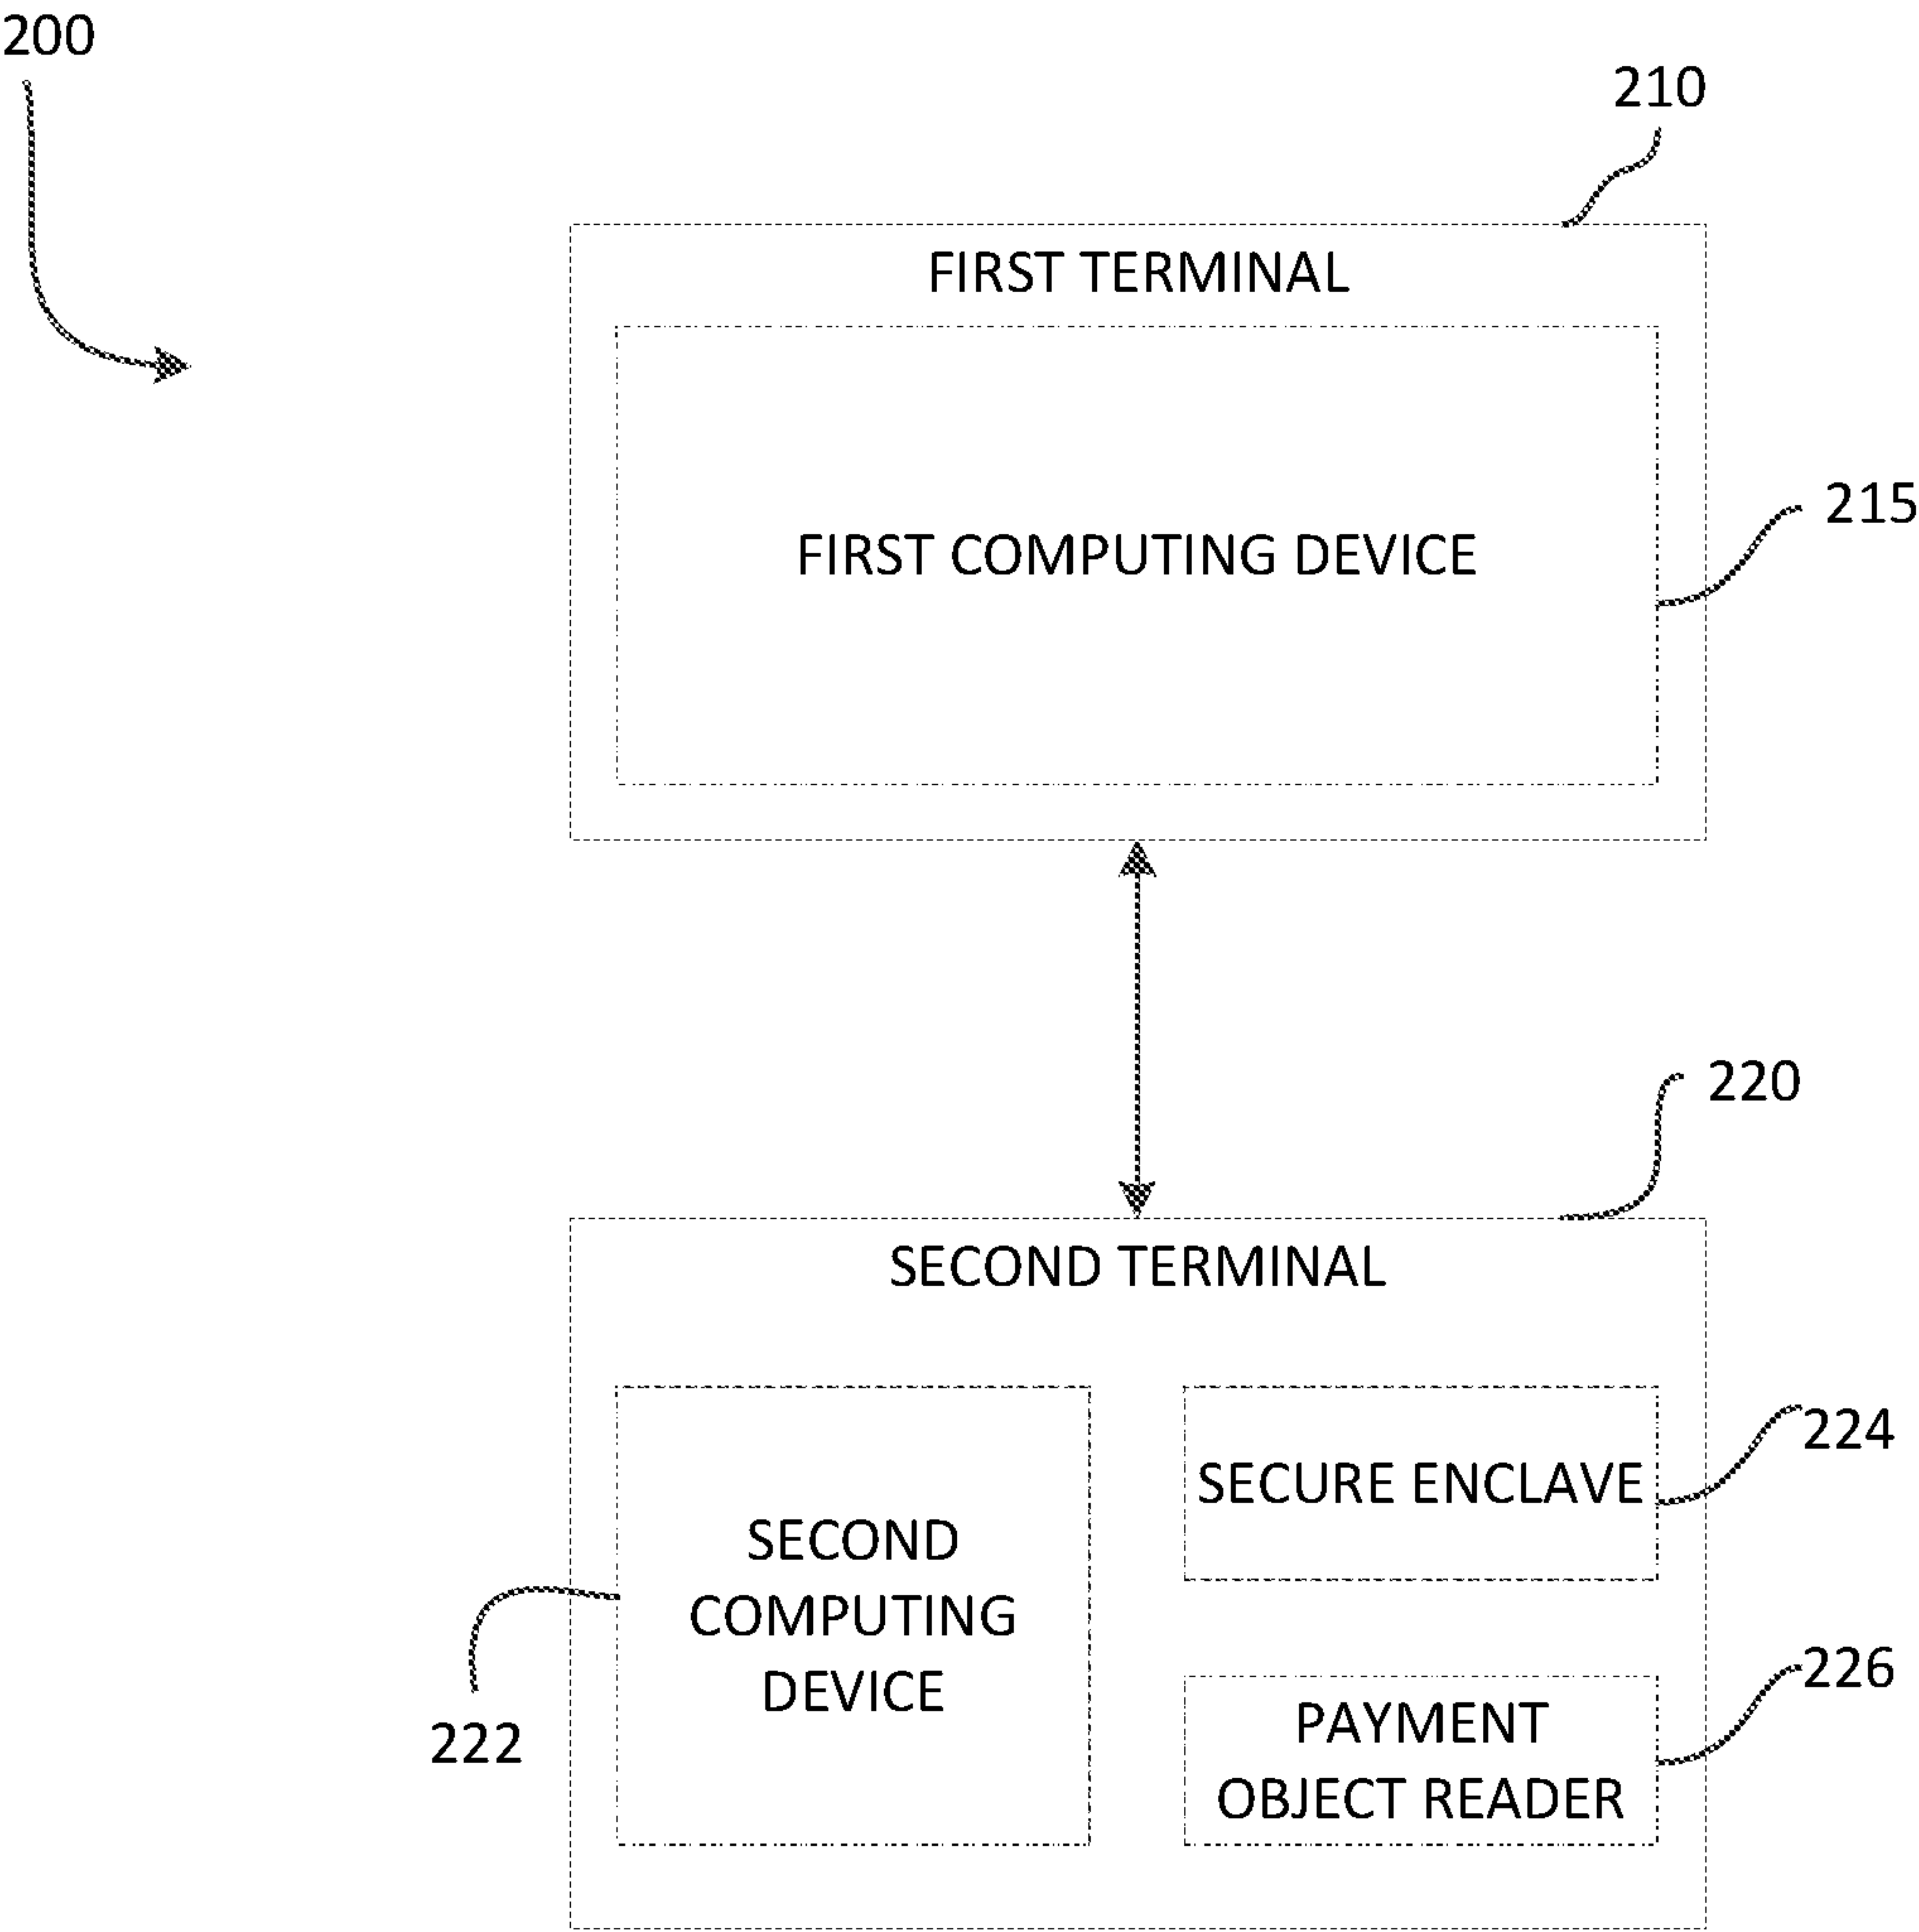 200
210
FIRST TERMINAL
215
FIRST COMPUTING DEVICE
220
SECOND TERMINAL
224
SECURE ENCLAVE
SECOND
COMPUTING
DEVICE
222
226
PAYMENT
OBJECT READER